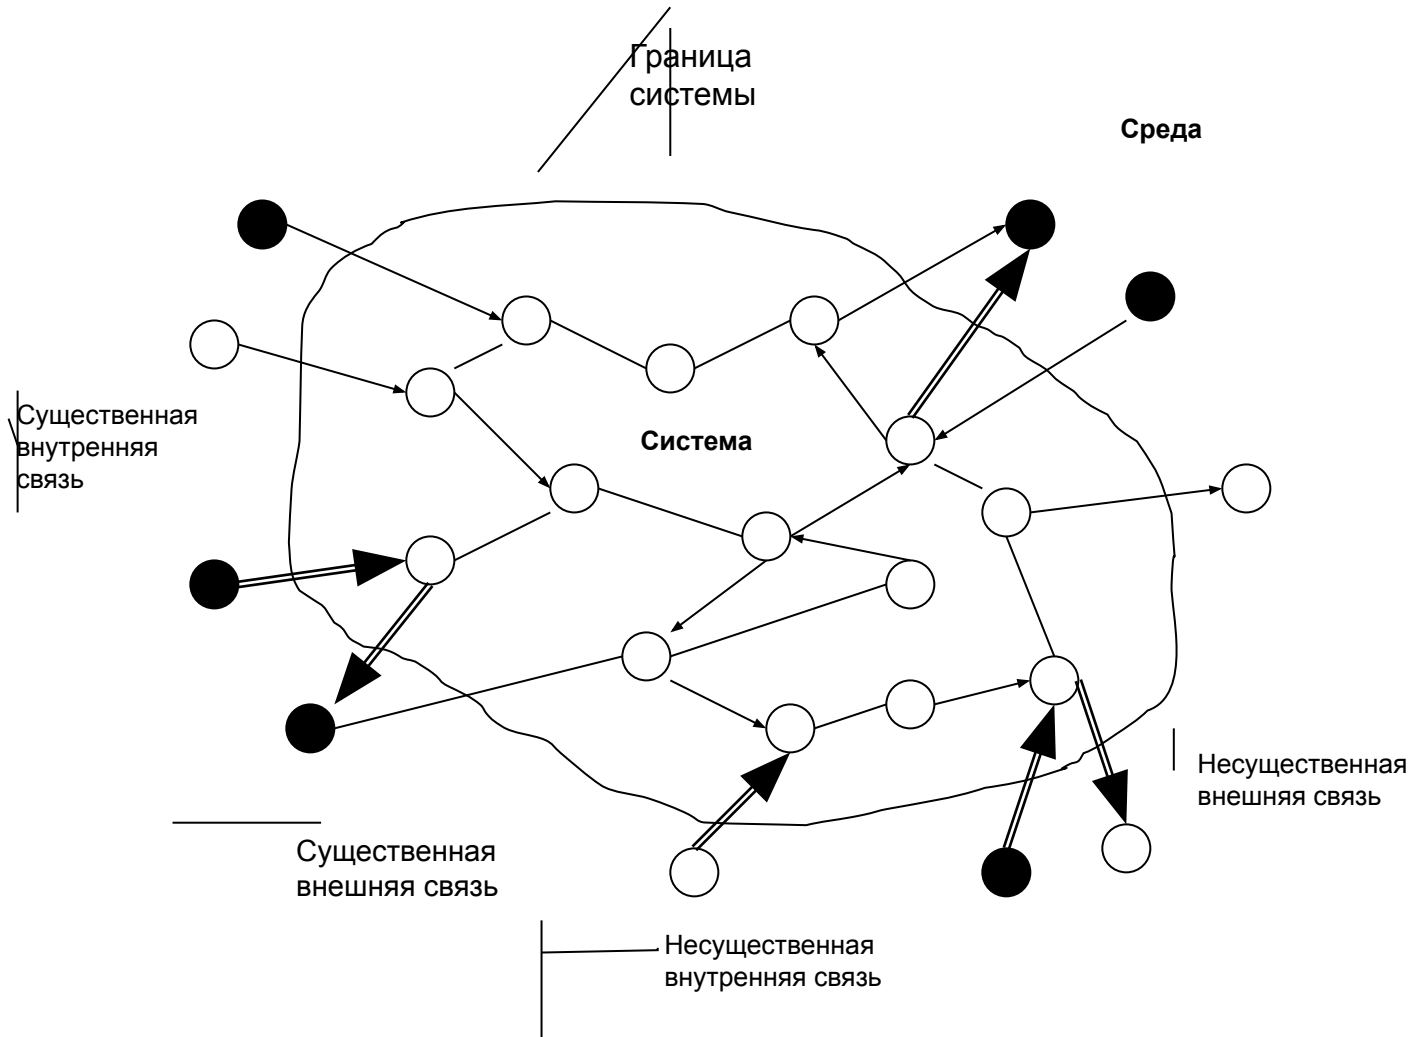 Граница
системы
Среда
Существенная
внутренняя
связь
Система
Несущественная
внешняя связь
Существенная
внешняя связь
Несущественная
внутренняя связь